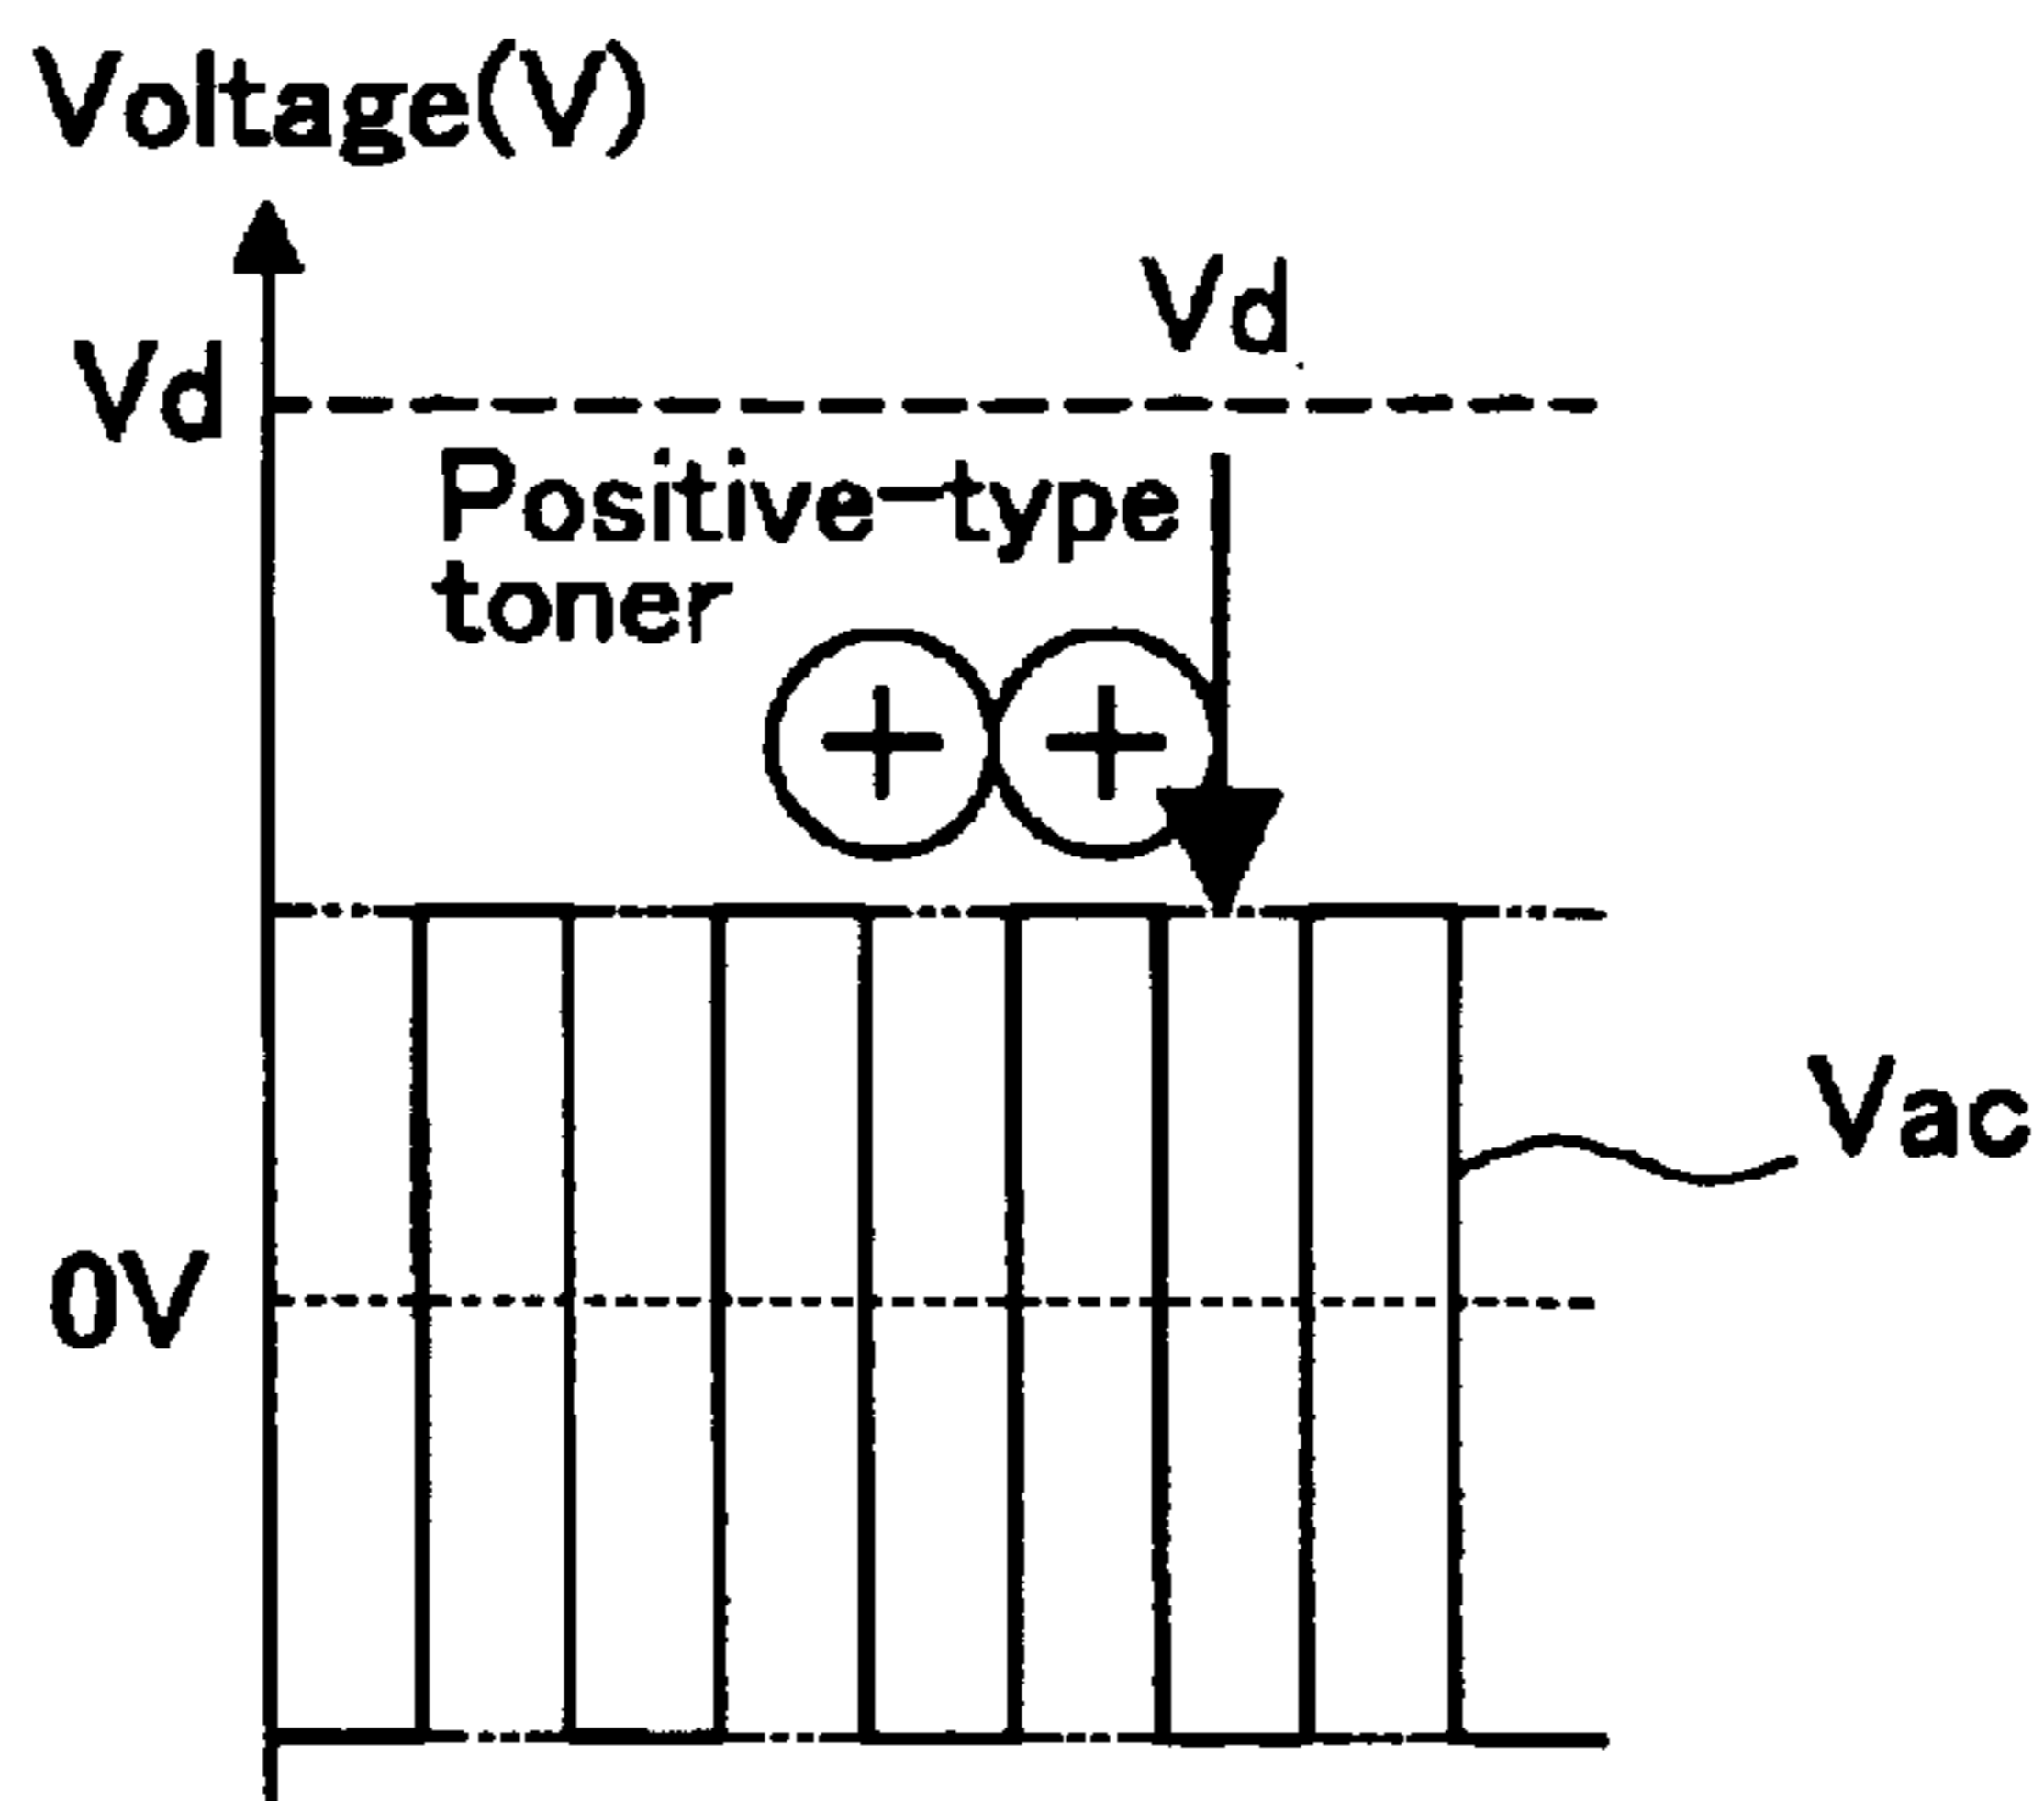 Voltage(V)
Vd
Vd
Positive-type
toner
+ +
Vac
0V